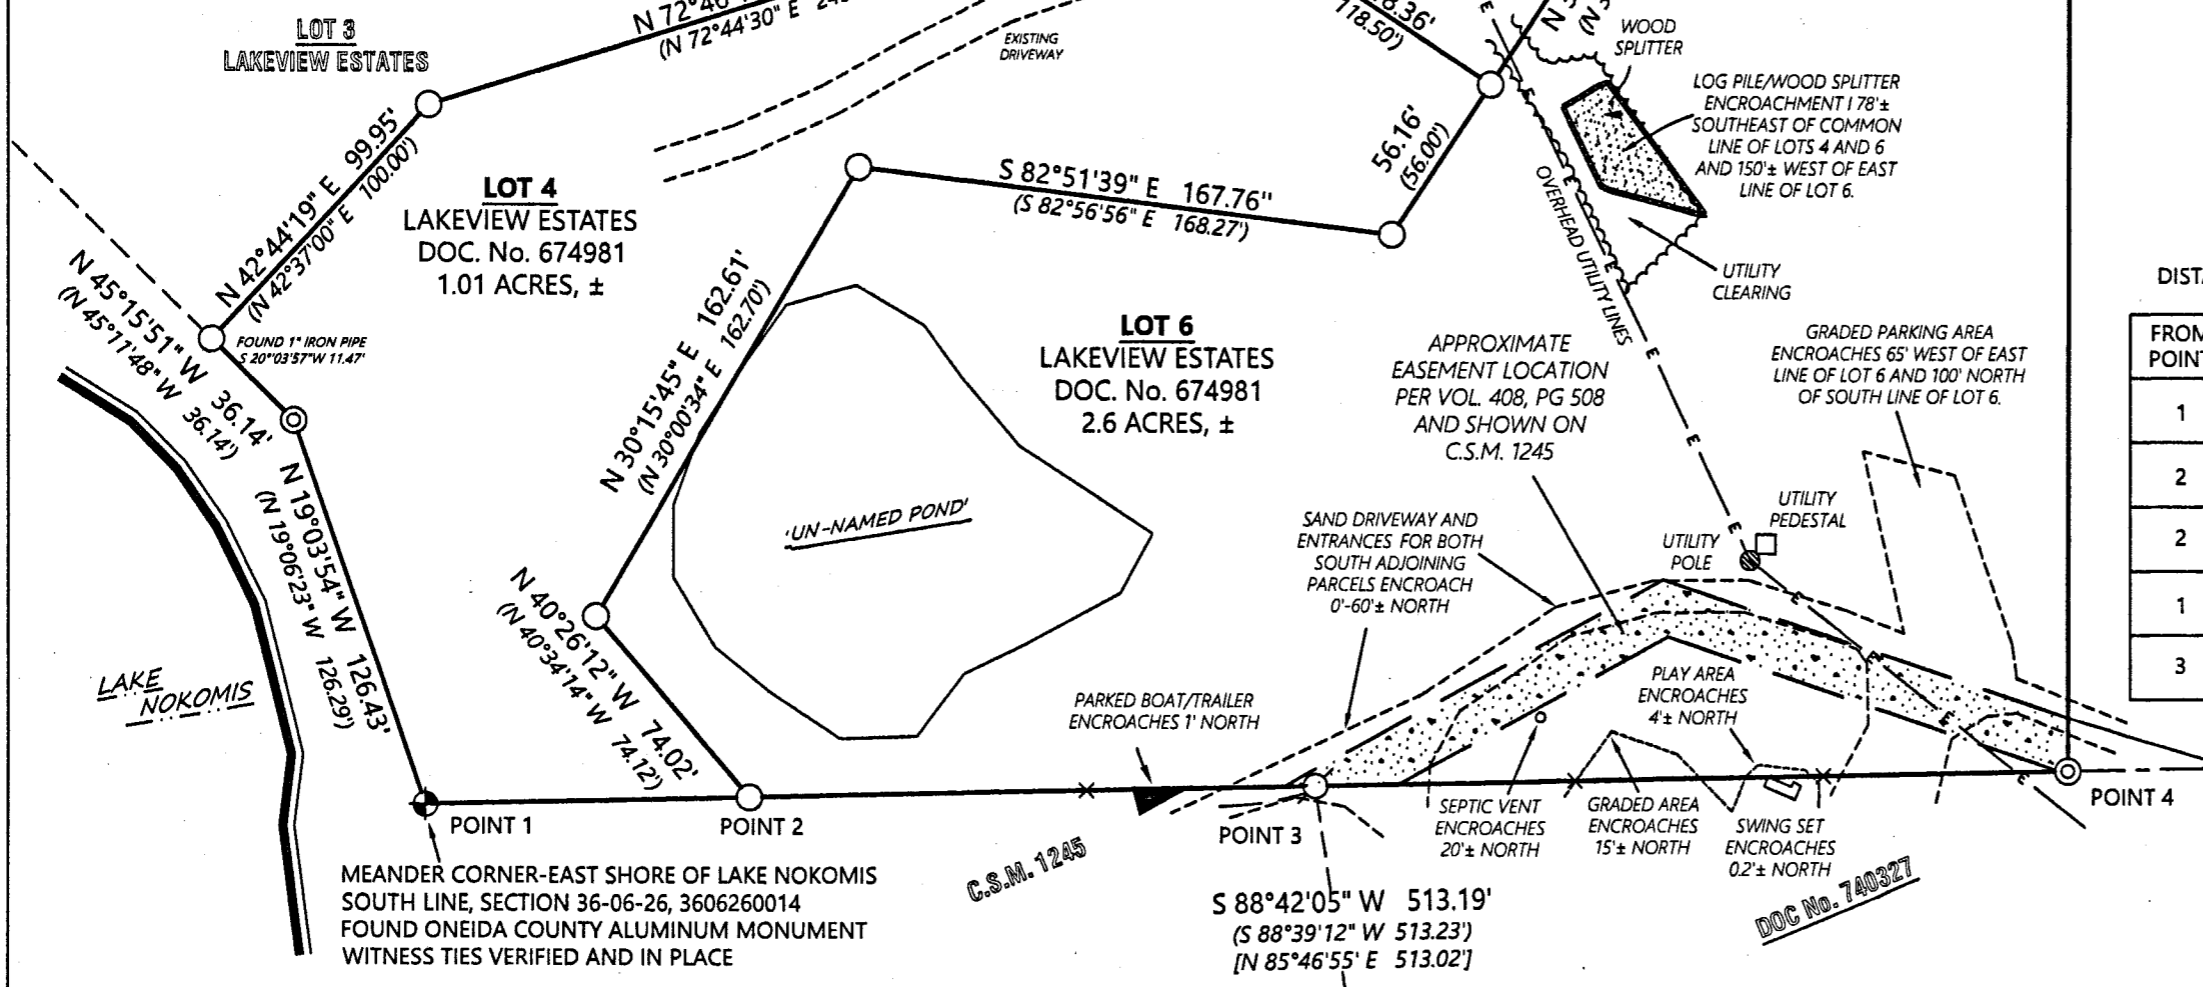 LOT 3
LAKEVIEW ESTATES
(N 72°44'30" E
EXISTING
DRIVEWAY
118.50')
WOOD
SPLITTER
LOG PILE/WOOD SPLITTER
ENCROACHMENT 178'±
SOUTHEAST OF COMMON
LINE OF LOTS 4 AND 6
AND 150'± WEST OF EAST
LINE OF LOT 6.
N 42°44'19" E 99.95'
(N 42°37'00" E 100.00')
LOT 4
LAKEVIEW ESTATES
DOC. No. 674981
1.01 ACRES, ±
S 82°51'39" E 167.76"
(S 82°56'56" E 168.27')
56.16'
(56.00')
OVERHEAD UTILITY LINES
UTILITY
CLEARING
N 45°15'51" W 36.14'
(N 45°11'48" W 36.14')
FOUND 1" IRON PIPE
S 20°03'57"W 11.47'
N 30°15'45" E 162.61'
(N 30°00'34" E 162.70')
LOT 6
LAKEVIEW ESTATES
DOC. No. 674981
2.6 ACRES, ±
APPROXIMATE
EASEMENT LOCATION
PER VOL. 408, PG 508
AND SHOWN ON
C.S.M. 1245
GRADED PARKING AREA
ENCROACHES 65' WEST OF EAST
LINE OF LOT 6 AND 100' NORTH
OF SOUTH LINE OF LOT 6.
FROM
POINT
1
2
2
1
3
N 19°03'54" W 126.43'
(N 19°06'23" W 126.29')
'UN-NAMED POND'
SAND DRIVEWAY AND
ENTRANCES FOR BOTH
SOUTH ADJOINING
PARCELS ENCROACH
0'-60'± NORTH
UTILITY
PEDESTAL
UTILITY
POLE
N 40°26'12" W 74.02'
(N 40°34'14" W 74.12')
LAKE
NOKOMIS
PARKED BOAT/TRAILER
ENCROACHES 1' NORTH
PLAY AREA
ENCROACHES
4'± NORTH
POINT 1
POINT 2
POINT 3
POINT 4
SEPTIC VENT
ENCROACHES
20'± NORTH
GRADED AREA
ENCROACHES
15'± NORTH
SWING SET
ENCROACHES
0.2'± NORTH
MEANDER CORNER-EAST SHORE OF LAKE NOKOMIS
SOUTH LINE, SECTION 36-06-26, 3606260014
FOUND ONEIDA COUNTY ALUMINUM MONUMENT
WITNESS TIES VERIFIED AND IN PLACE
C.S.M. 1245
S 88°42'05" W 513.19'
(S 88°39'12" W 513.23')
[N 85°46'55' E 513.02']
DOC No. 740327